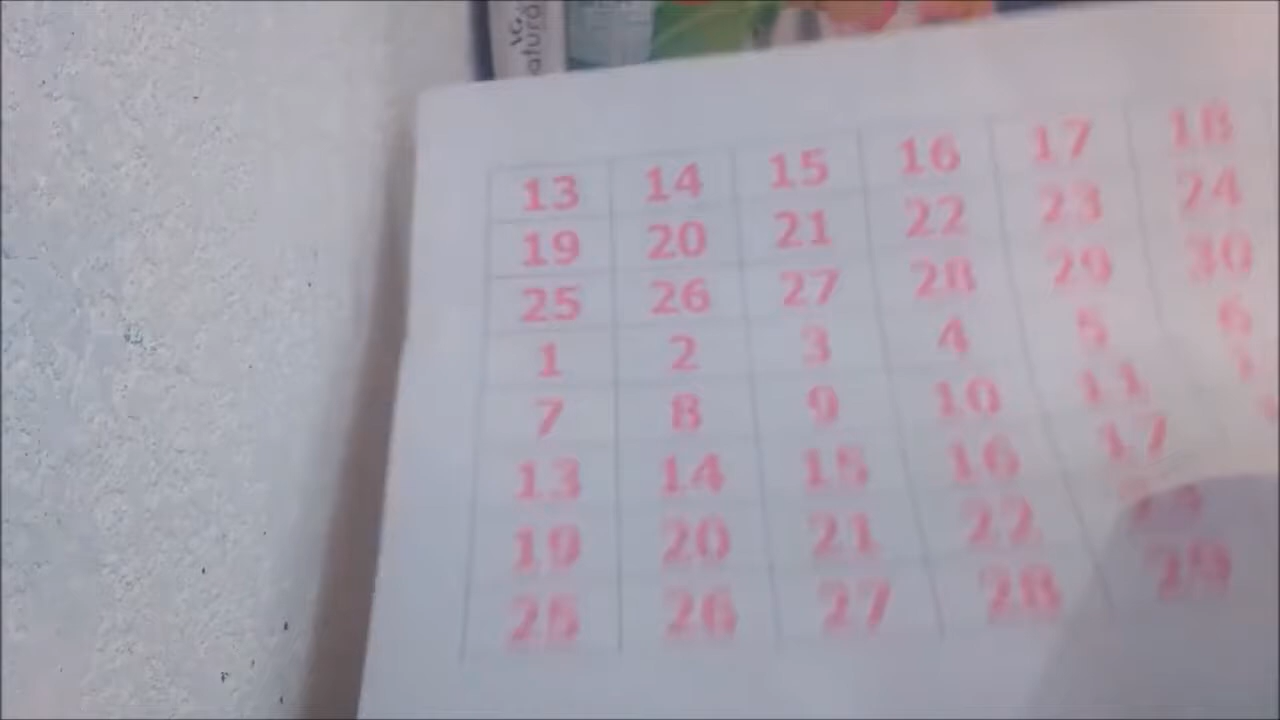 atura
13 14 15 16 17 18
19 20 21 22 23 24
25 26 27 28 29 30
1 2 3 4 5 6
7 8 9 10 11
13 14 15 16 17
19 20 21 22 23
25 26 27 28 29